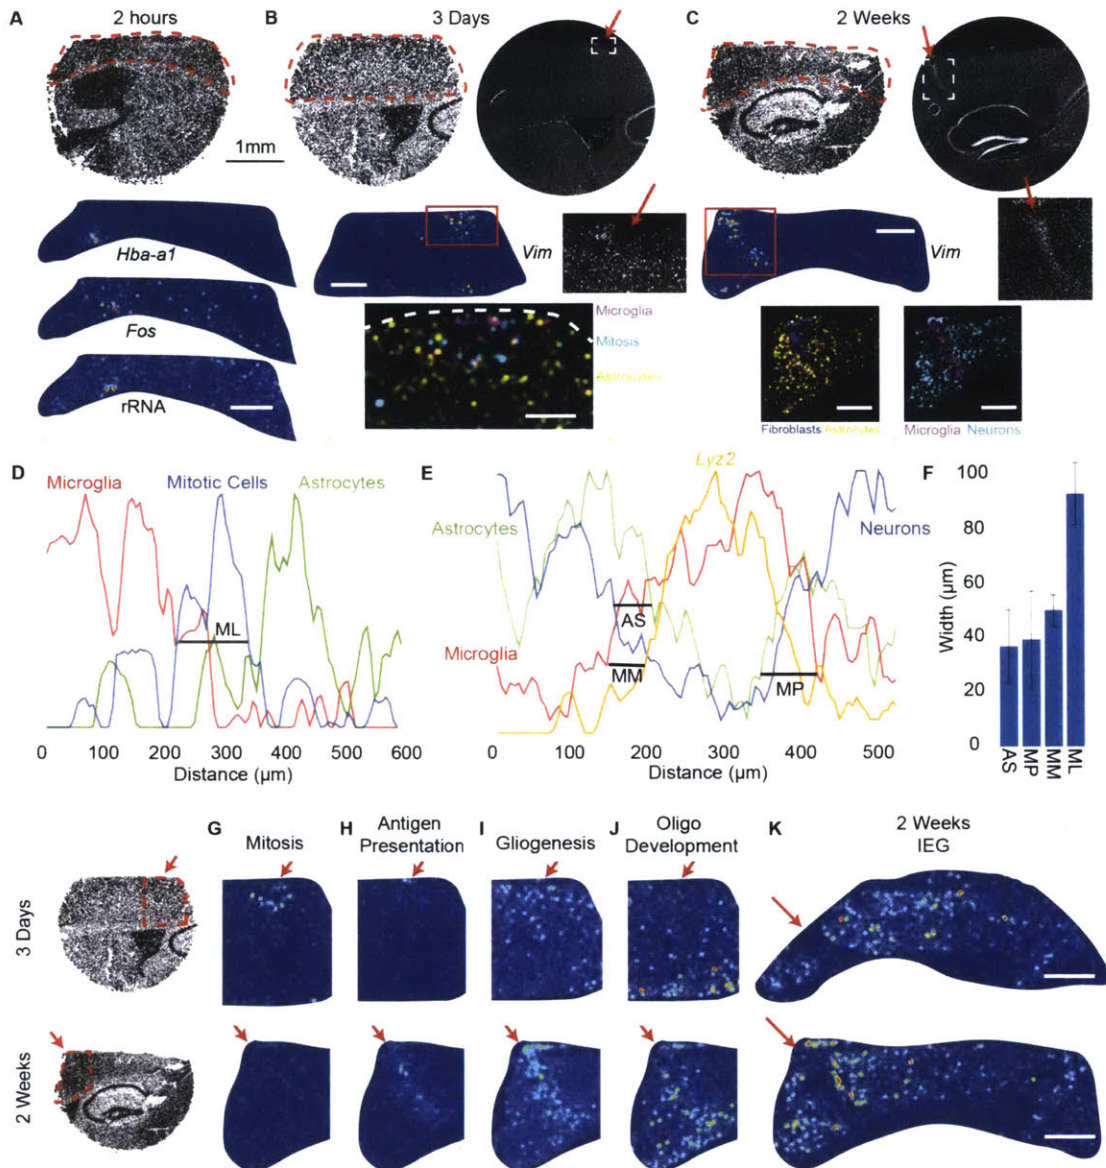 A 2 hours B 3 Days C 2 Weeks
1mm
Hba-a1
Fos
rRNA
Vim
Microglia
Mitosis
Astrocytes
Vim
Fibroblasts Astrocytes
Microglia Neurons
D Microglia Mitotic Cells Astrocytes
ML
0 100 200 300 400 500 600
Distance (µm)
E Lyz2
Astrocytes
Neurons
AS
Microglia
MM
MP
0 100 200 300 400 500
Distance (µm)
F 100
80
60
40
20
0
Width (µm)
AS MP MM ML
G Mitosis
H Antigen
Presentation
I Gliogenesis
J Oligo
Development
K 2 Weeks
IEG
3 Days
2 Weeks